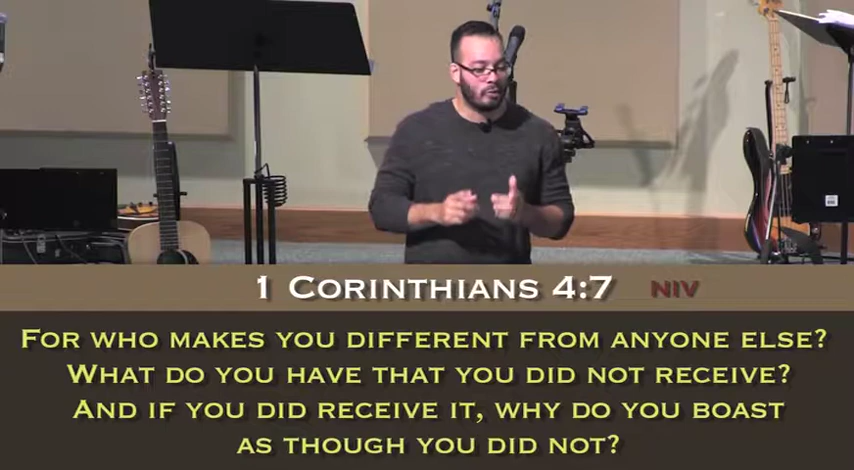 1 Corinthians 4:7 NIV
For who makes you different from anyone else?
What do you have that you did not receive?
And if you did receive it, why do you boast
as though you did not?